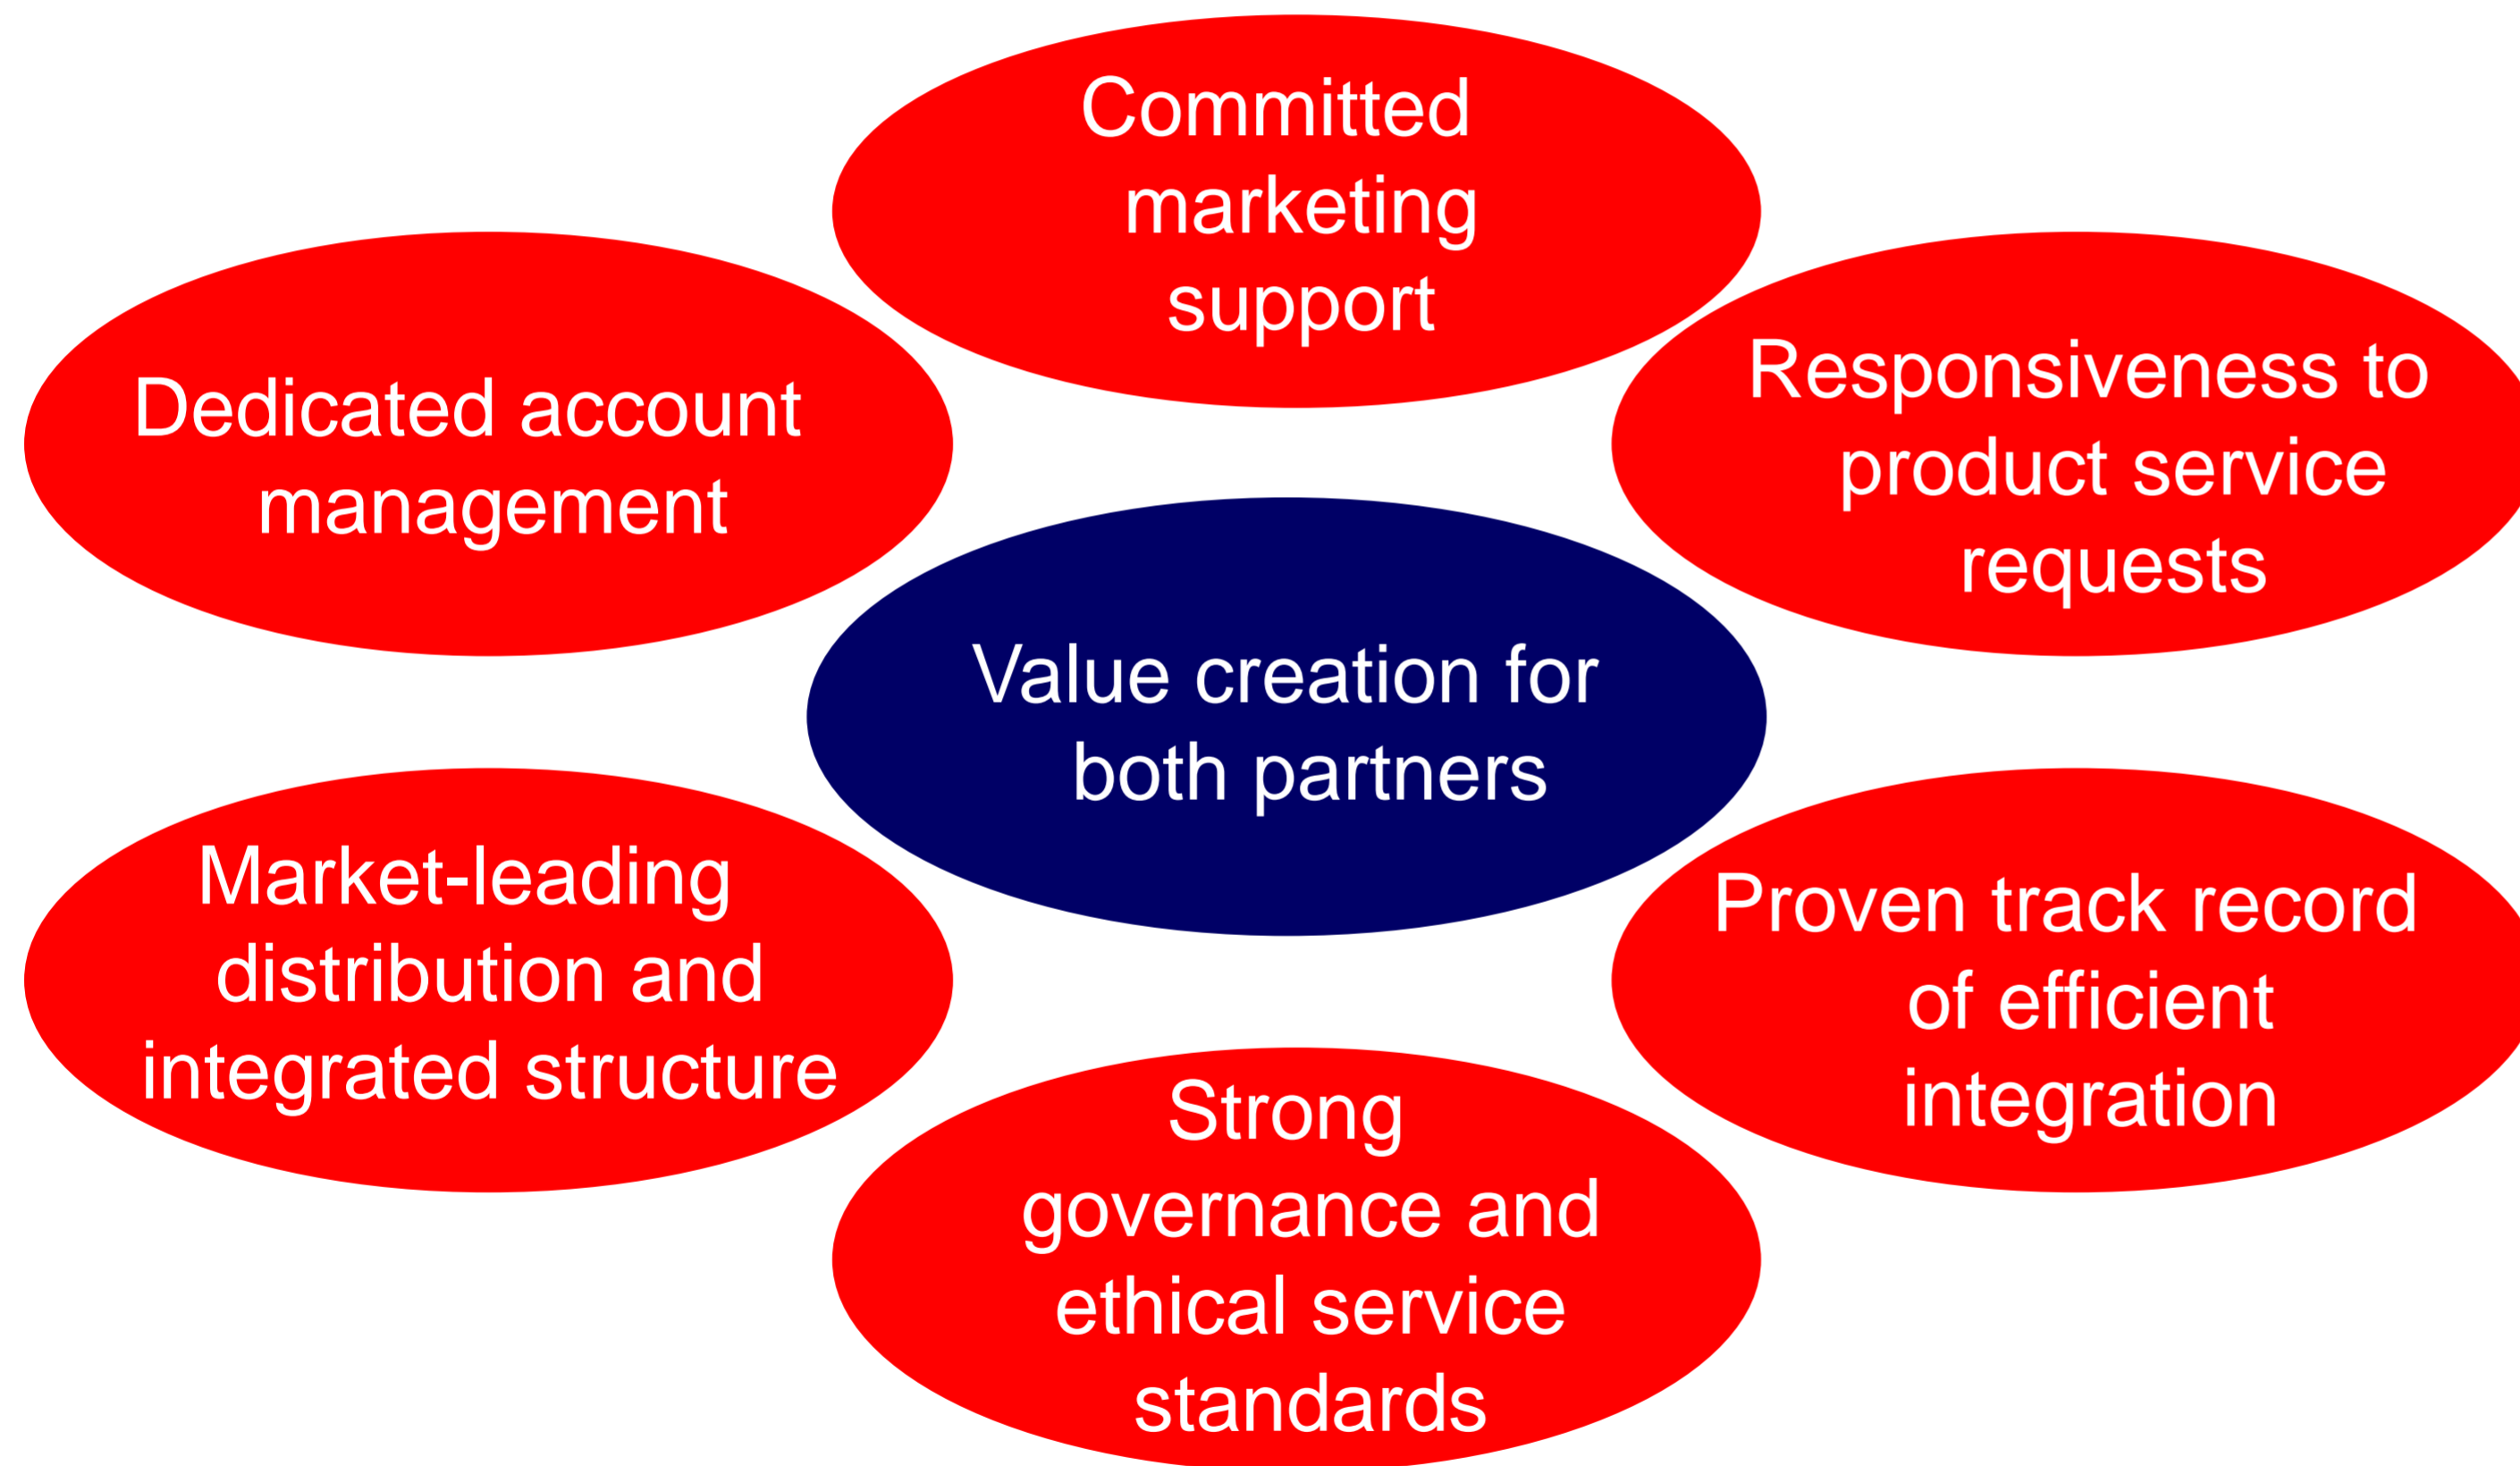 Committed
marketing
support
Dedicated account
management
Responsiveness to
product service
requests
Value creation for
both partners
Market-leading
distribution and
integrated structure
Proven track record
of efficient
integration
Strong
governance and
ethical service
standards